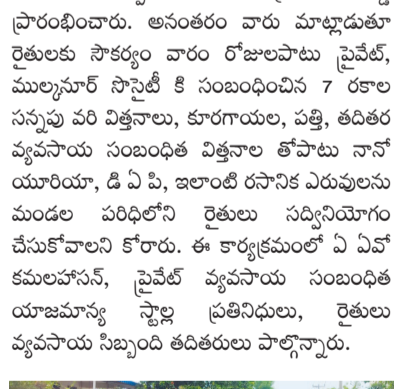 ప్రారంభించారు. అనంతరం వారు మాట్లాడుతూ
రైతులకు సౌకర్యం వారం రోజులపాటు ప్రైవేట్,
ముల్కనూర్ సొసైటీ కి సంబంధించిన 7 రకాల
సన్నపు వరి విత్తనాలు, కూరగాయల, పత్తి, తదితర
వ్యవసాయ సంబంధిత విత్తనాల తోపాటు నానో
యూరియా, డి ఏ పి, ఇలాంటి రసానిక ఎరువులను
మండల పరిధిలోని రైతులు సద్వినియోగం
చేసుకోవాలని కోరారు. ఈ కార్యక్రమంలో ఏ ఏవో
కమలహాసన్, ప్రైవేట్ వ్యవసాయ సంబంధిత
యాజమాన్య స్టాల్ల ప్రతినిధులు, రైతులు
వ్యవసాయ సిబ్బంది తదితరులు పాల్గొన్నారు.